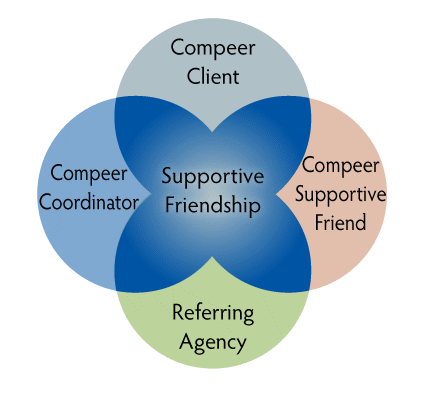 Compeer
Client
Compeer
Coordinator
Supportive
Friendship
Compeer
Supportive
Friend
Referring
Agency